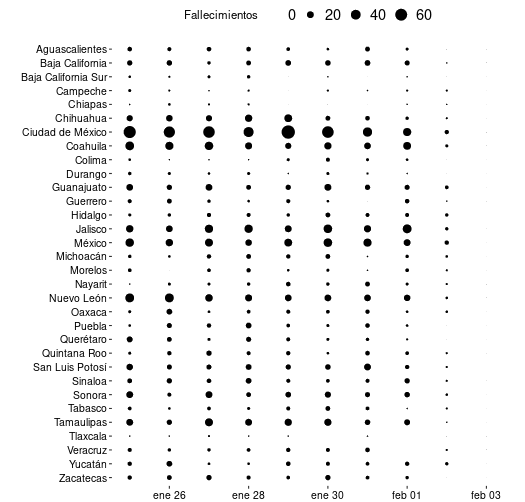 Fallecimientos 0 20 40 60
Aguascalientes
Baja California
Baja California Sur
Campeche
Chiapas
Chihuahua
Ciudad de México
Coahuila
Colima
Durango
Guanajuato
Guerrero
Hidalgo
Jalisco
México
Michoacán
Morelos
Nayarit
Nuevo León
Oaxaca
Puebla
Querétaro
Quintana Roo
San Luis Potosí
Sinaloa
Sonora
Tabasco
Tamaulipas
Tlaxcala
Veracruz
Yucatán
Zacatecas
ene 26 ene 28 ene 30 feb 01 feb 03